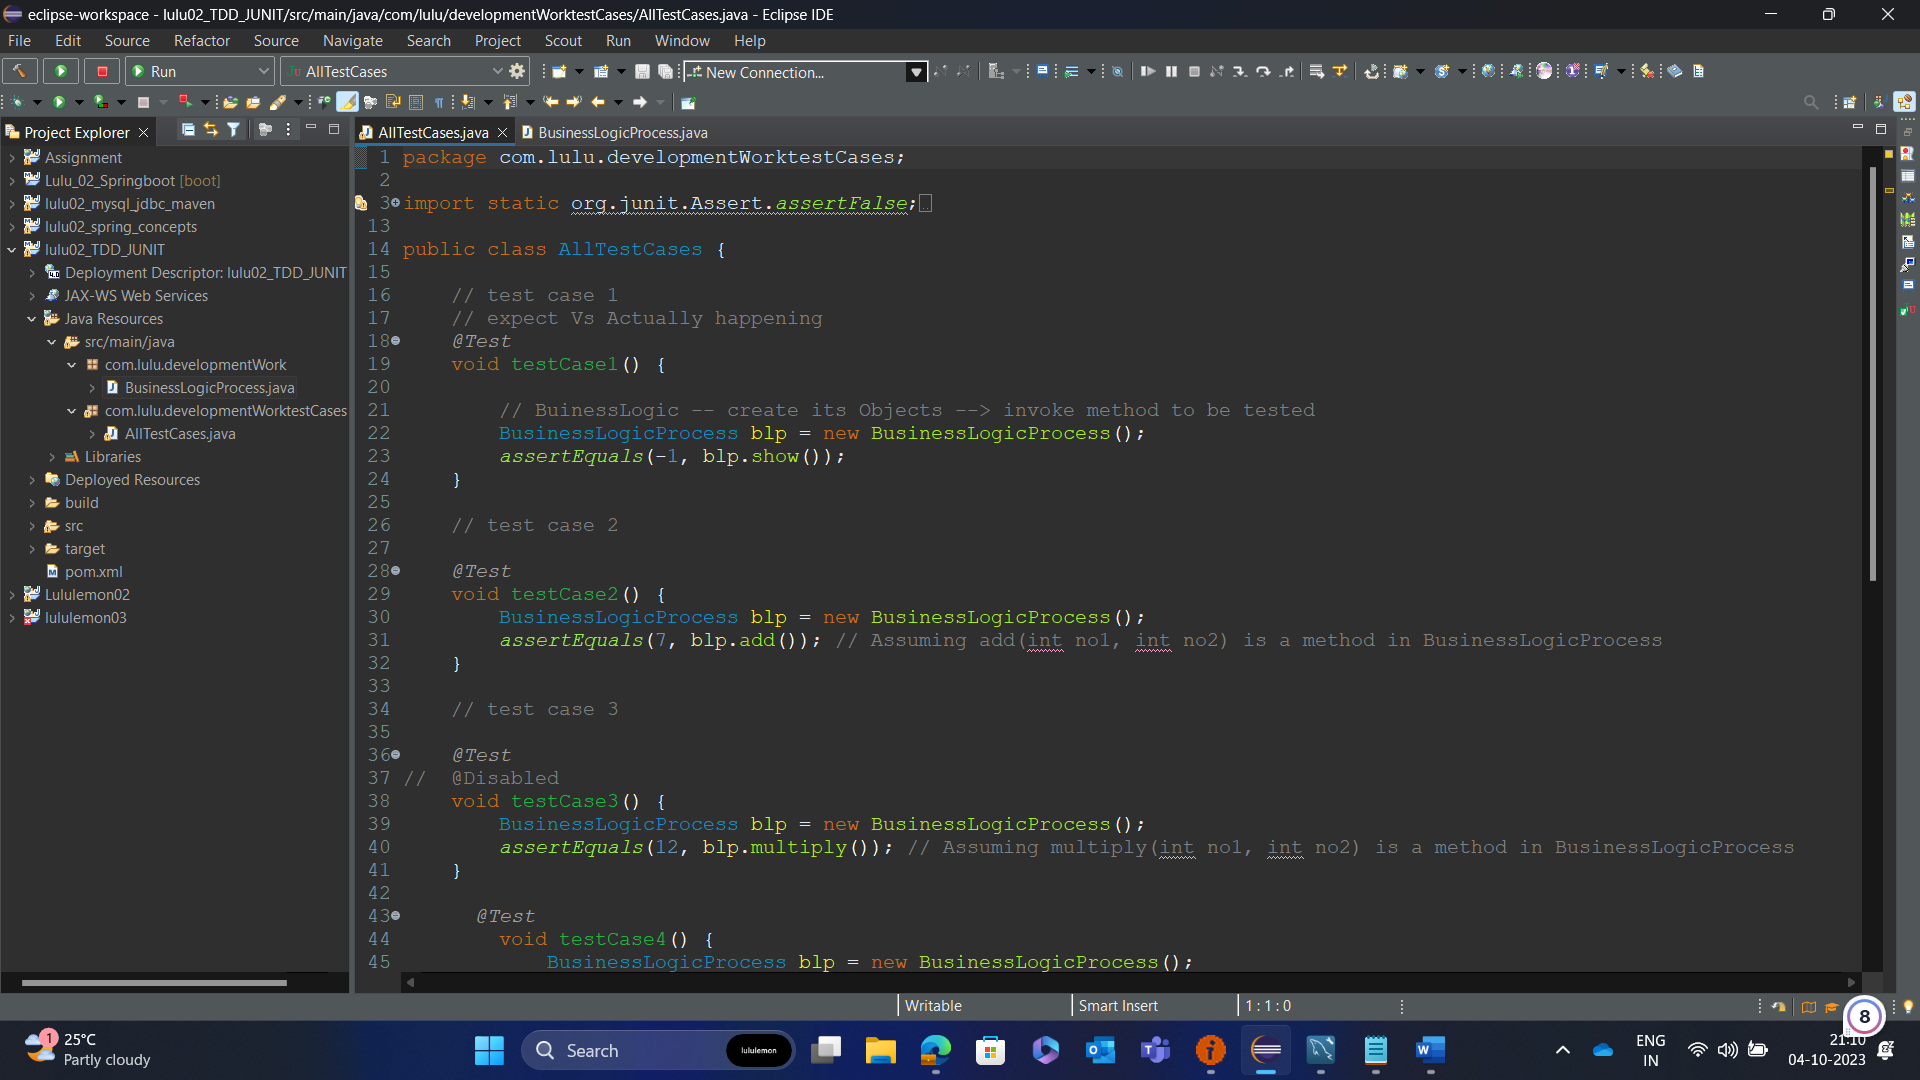 eclipse-workspace - lulu02_TDD_JUNIT/src/main/java/com/lulu/developmentWorktestCases/AllTestCases.java - Eclipse IDE
File Edit Source Refactor Source Navigate Search Project Scout Run Window Help
Run
AllTestCases
New Connection...
Project Explorer
AllTestCases.java
BusinessLogicProcess.java
Assignment
Lulu_02_Springboot [boot]
lulu02_mysql_jdbc_maven
lulu02_spring_concepts
lulu02_TDD_JUNIT
Deployment Descriptor: lulu02_TDD_JUNIT
JAX-WS Web Services
Java Resources
src/main/java
com.lulu.developmentWork
BusinessLogicProcess.java
com.lulu.developmentWorktestCases
AllTestCases.java
Libraries
Deployed Resources
build
src
target
pom.xml
Lululemon02
lululemon03
1 package com.lulu.developmentWorktestCases;
2
3 import static org.junit.Assert.assertFalse;
13
14 public class AllTestCases {
15
16 // test case 1
17 // expect Vs Actually happening
18 @Test
19 void testCase1() {
20
21 // BuinessLogic -- create its Objects --> invoke method to be tested
22 BusinessLogicProcess blp = new BusinessLogicProcess();
23 assertEquals(-1, blp.show());
24 }
25
26 // test case 2
27
28 @Test
29 void testCase2() {
30 BusinessLogicProcess blp = new BusinessLogicProcess();
31 assertEquals(7, blp.add()); // Assuming add(int no1, int no2) is a method in BusinessLogicProcess
32 }
33
34 // test case 3
35
36 @Test
37 // @Disabled
38 void testCase3() {
39 BusinessLogicProcess blp = new BusinessLogicProcess();
40 assertEquals(12, blp.multiply()); // Assuming multiply(int no1, int no2) is a method in BusinessLogicProcess
41 }
42
43 @Test
44 void testCase4() {
45 BusinessLogicProcess blp = new BusinessLogicProcess();
Writable
Smart Insert
1 : 1 : 0
8
1
25°C
Partly cloudy
Search
lululemon
ENG
IN
21:10
04-10-2023